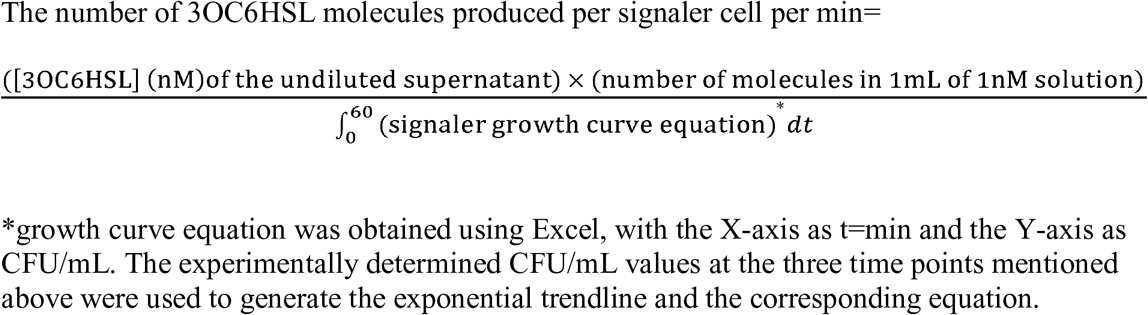 The number of 3OC6HSL molecules produced per signaler cell per min=
([3OC6HSL] (nM)of the undiluted supernatant) × (number of molecules in 1mL of 1nM solution)
∫₀⁶⁰ (signaler growth curve equation)* dt
*growth curve equation was obtained using Excel, with the X-axis as t=min and the Y-axis as
CFU/mL. The experimentally determined CFU/mL values at the three time points mentioned
above were used to generate the exponential trendline and the corresponding equation.